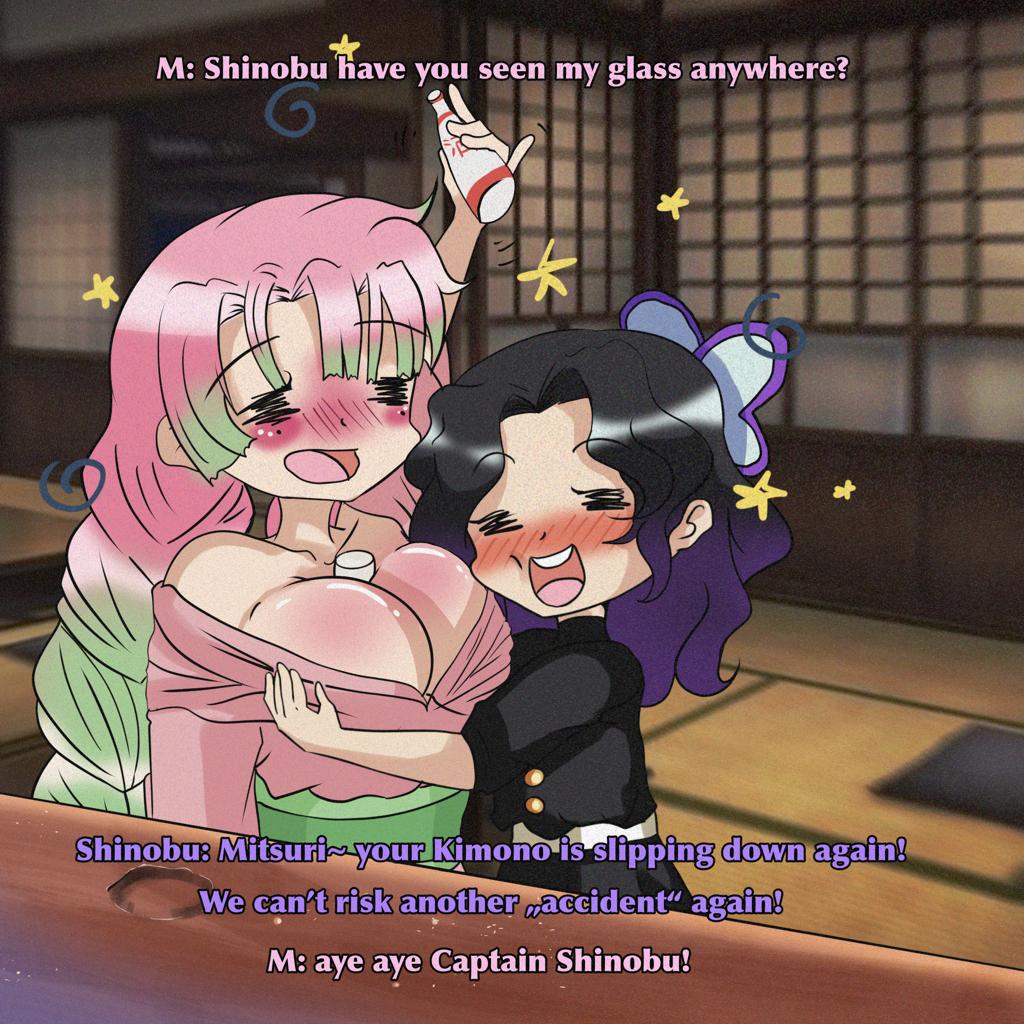 M: Shinobu have you seen my glass anywhere?
Shinobu: Mitsuri~ your Kimono is slipping down again!
We can't risk another „accident“ again!
M: aye aye Captain Shinobu!